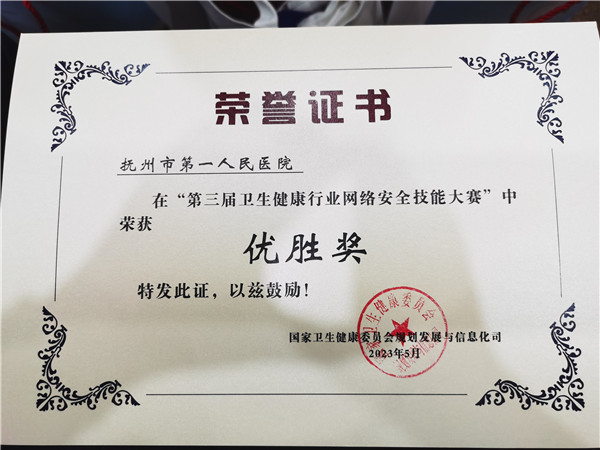 荣誉证书
抚州市第一人民医院
在“第三届卫生健康行业网络安全技能大赛”中
荣获
优胜奖
特发此证，以兹鼓励！
国家卫生健康委员会规划发展与信息化司
2023年5月